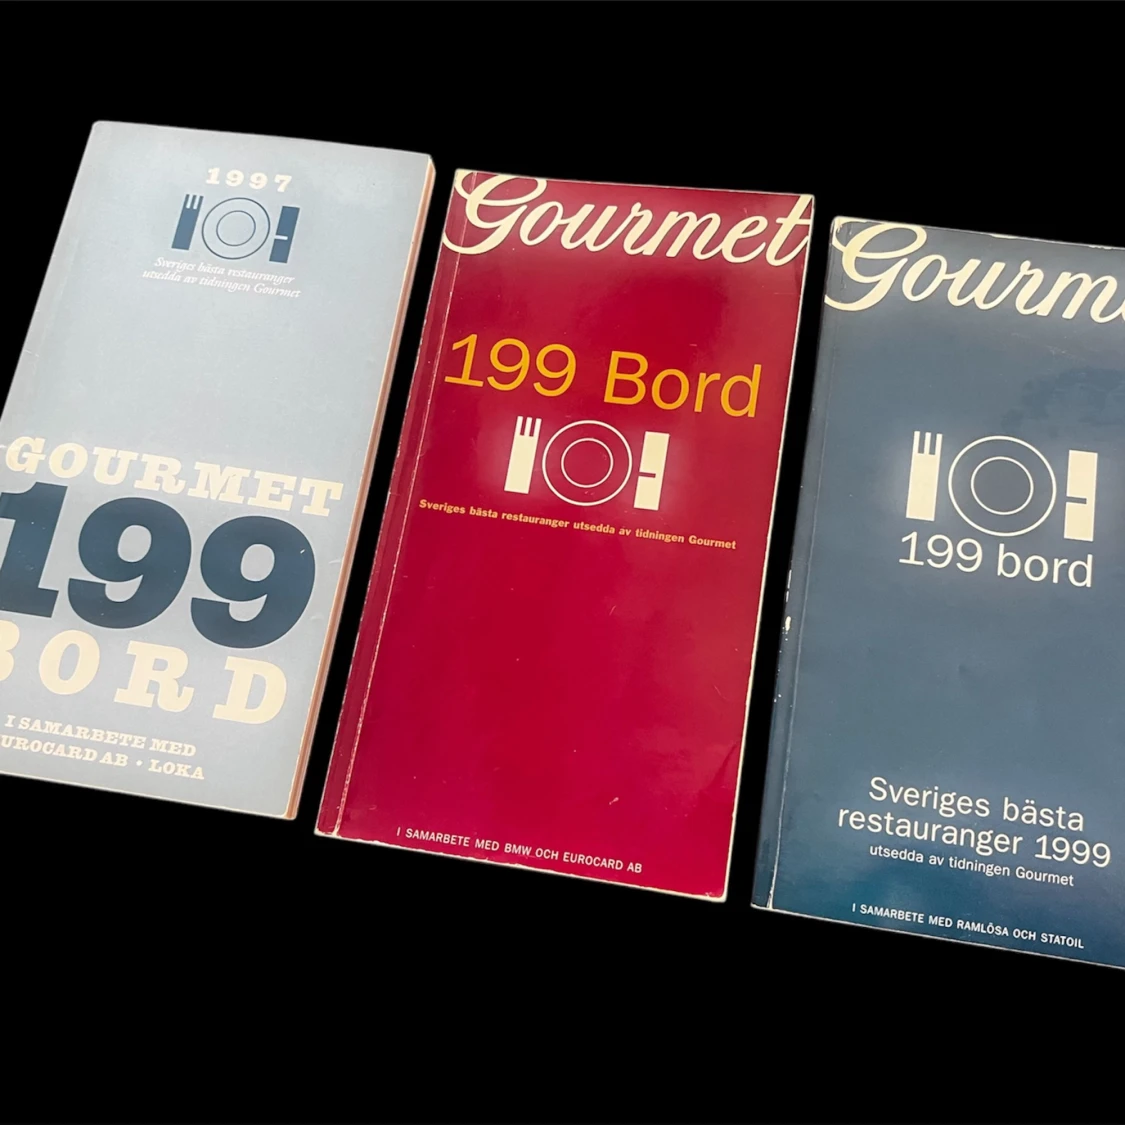 1997
Sveriges bästa restauranger
utsedda av tidningen Gourmet
GOURMET
199
BORD
I SAMARBETE MED
EUROCARD AB • LOKA
Gourmet
199 Bord
Sveriges bästa restauranger utsedda av tidningen Gourmet
I SAMARBETE MED BMW OCH EUROCARD AB
Gourme
199 bord
Sveriges bästa
restauranger 1999
utsedda av tidningen Gourmet
I SAMARBETE MED RAMLÖSA OCH STATOIL